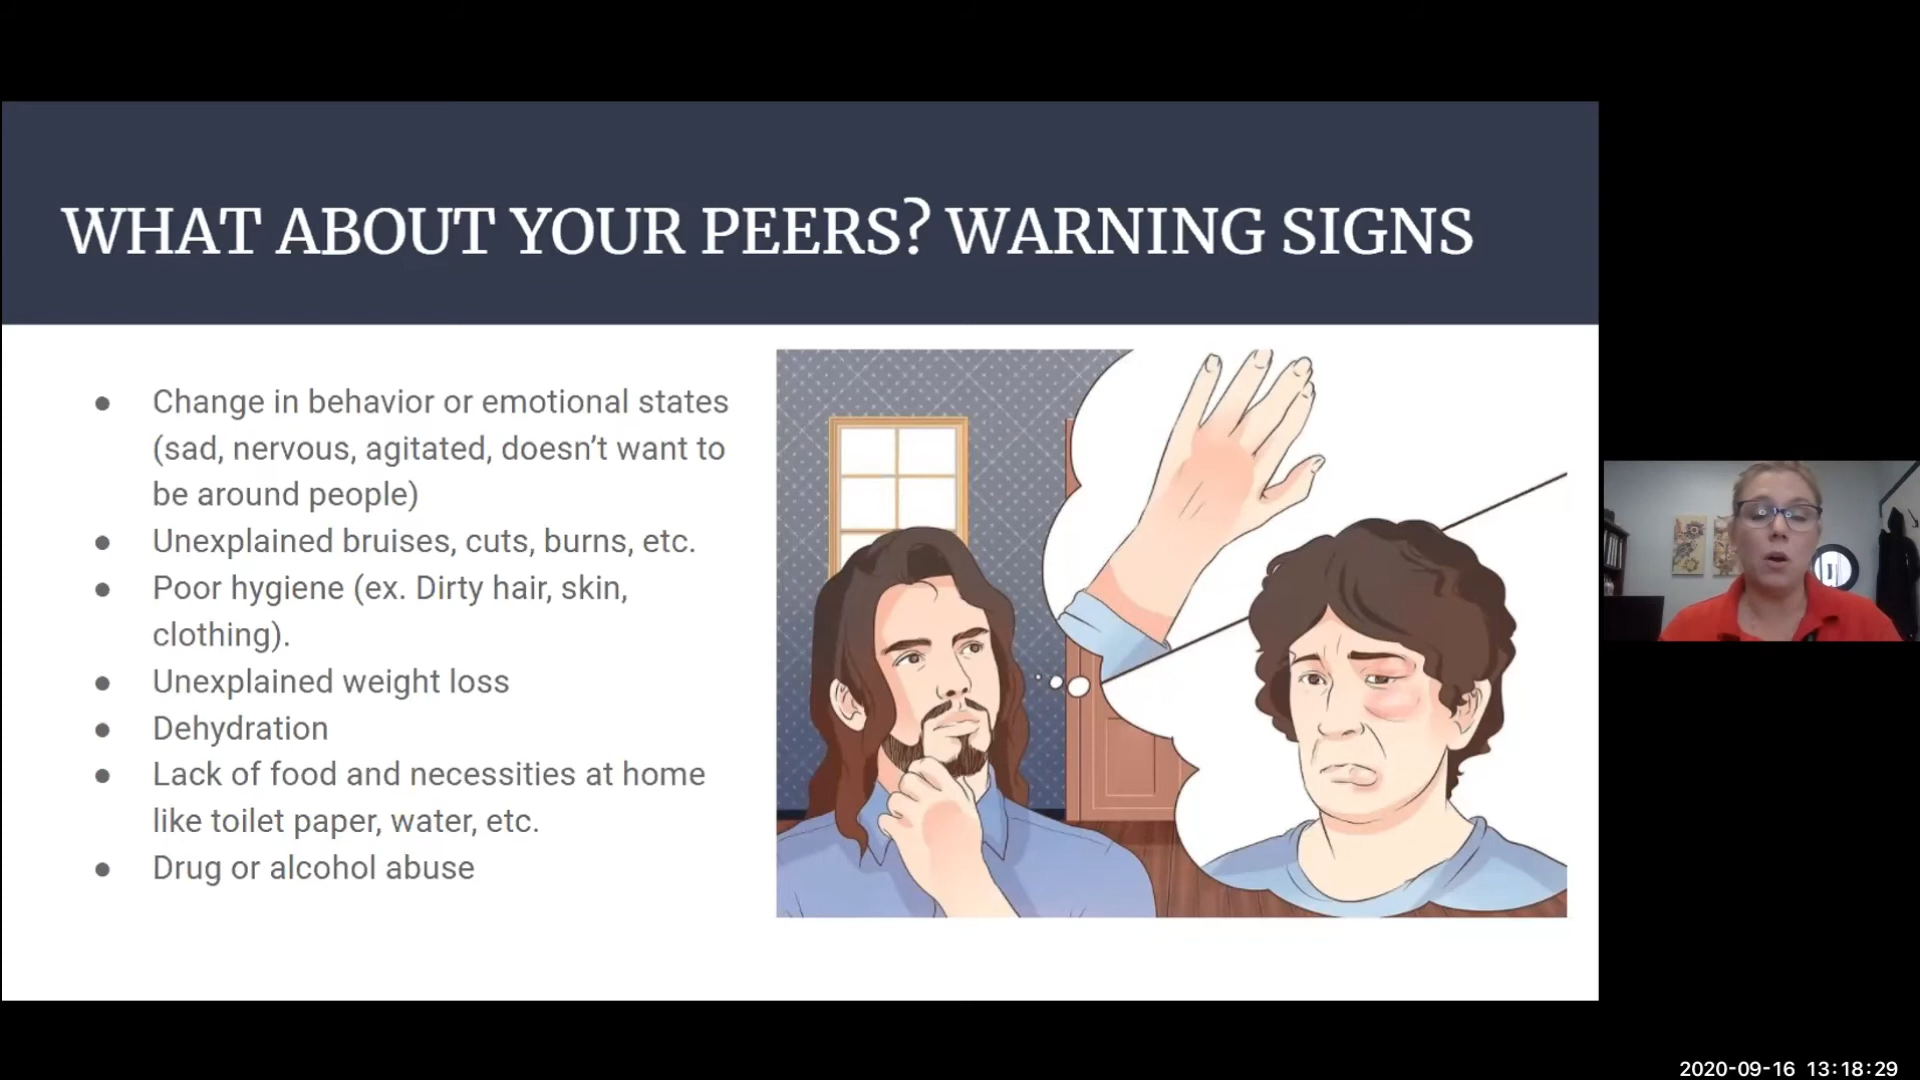 WHAT ABOUT YOUR PEERS? WARNING SIGNS
● Change in behavior or emotional states
(sad, nervous, agitated, doesn’t want to
be around people)
● Unexplained bruises, cuts, burns, etc.
● Poor hygiene (ex. Dirty hair, skin,
clothing).
● Unexplained weight loss
● Dehydration
● Lack of food and necessities at home
like toilet paper, water, etc.
● Drug or alcohol abuse
2020-09-16 13:18:29